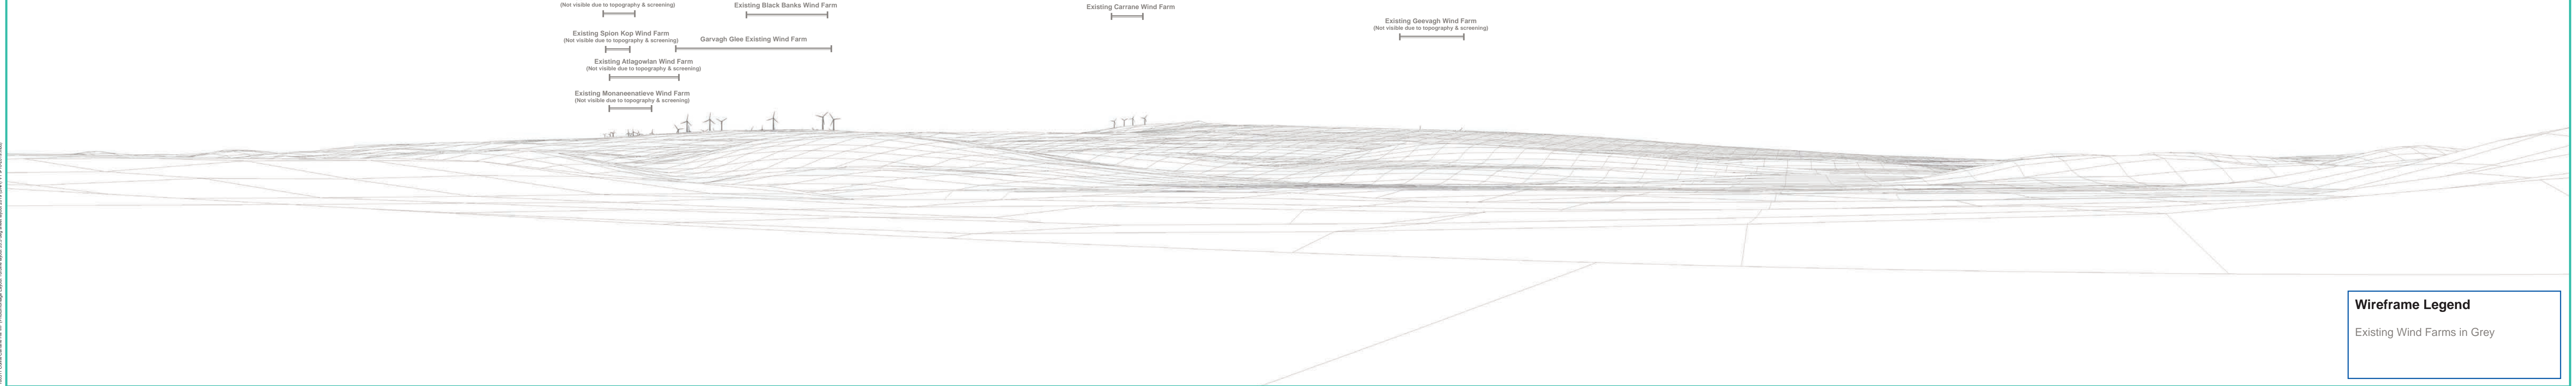 (Not visible due to topography & screening)
Existing Black Banks Wind Farm
Existing Carrane Wind Farm
Existing Geevagh Wind Farm
(Not visible due to topography & screening)
Existing Spion Kop Wind Farm
(Not visible due to topography & screening)
Garvagh Glee Existing Wind Farm
Existing Atlagowlan Wind Farm
(Not visible due to topography & screening)
Existing Monaneenatieve Wind Farm
(Not visible due to topography & screening)
Wireframe Legend
Existing Wind Farms in Grey